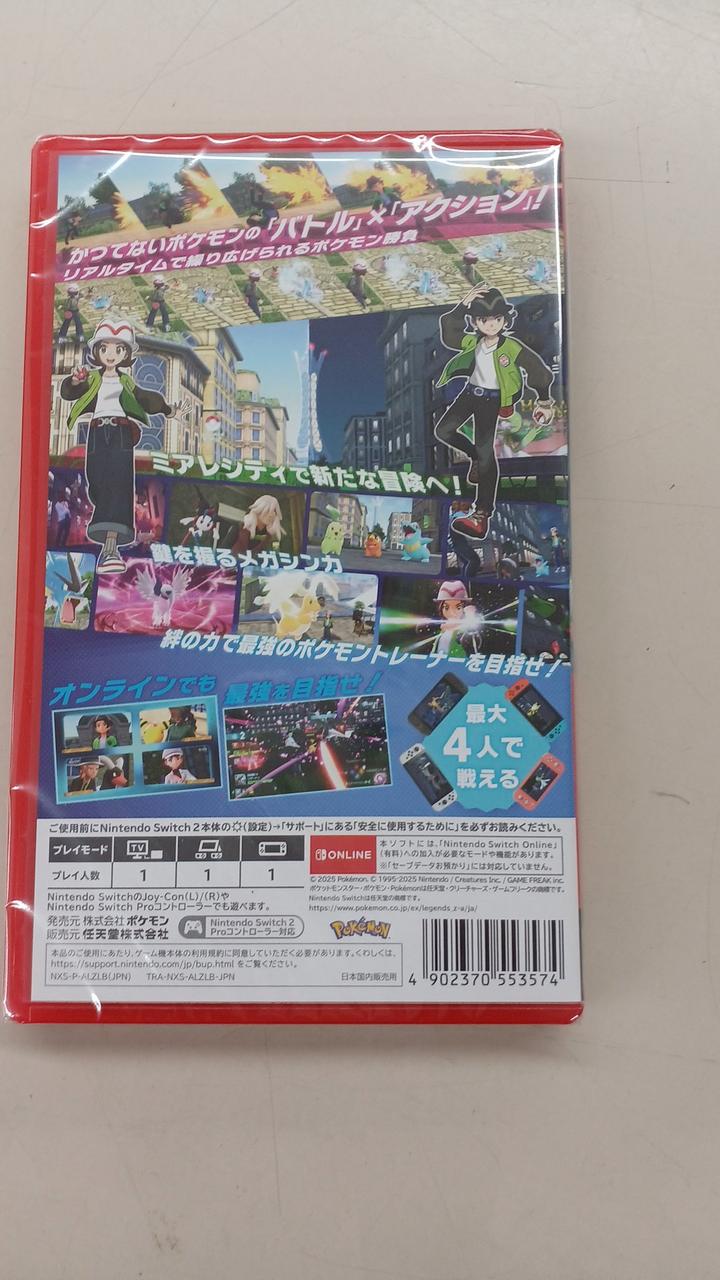 かつてないポケモンの「バトル」×「アクション」!
リアルタイムで繰り広げられるポケモン勝負
ミアレシティで新たな冒険へ!
鍵を握るメガシンカ
絆の力で最強のポケモントレーナーを目指せ!
オンラインでも 最強を目指せ!
最大
4人で
戦える
ご使用前にNintendo Switch 2本体の(設定)→「サポート」にある「安全に使用するために」を必ずお読みください。
プレイモード
TV
プレイ人数 1 1 1
ONLINE
本ソフトには、「Nintendo Switch Online」
(有料)への加入が必要なモードや機能があります。
※「セーブデータお預かり」には対応していません。
Nintendo SwitchのJoy-Con(L)/(R)や
Nintendo Switch Proコントローラーでも遊べます。
© 2025 Pokémon. © 1995-2025 Nintendo / Creatures Inc. / GAME FREAK inc.
ポケットモンスター・ポケモン・Pokémonは任天堂・クリーチャーズ・ゲームフリークの商標です。
Nintendo Switchは任天堂の商標です。
https://www.pokemon.co.jp/ex/legends_z-a/ja/
発売元 株式会社ポケモン
販売元 任天堂株式会社
Nintendo Switch 2
Proコントローラー対応
POKéMON
本品のご使用にあたり、ゲーム機本体の利用規約に同意していただく必要があります。くわしくは、
https://support.nintendo.com/jp/bup.html をご覧ください。
NXS-P-ALZLB(JPN) TRA-NXS-ALZLB-JPN 日本国内販売用
4 902370 553574